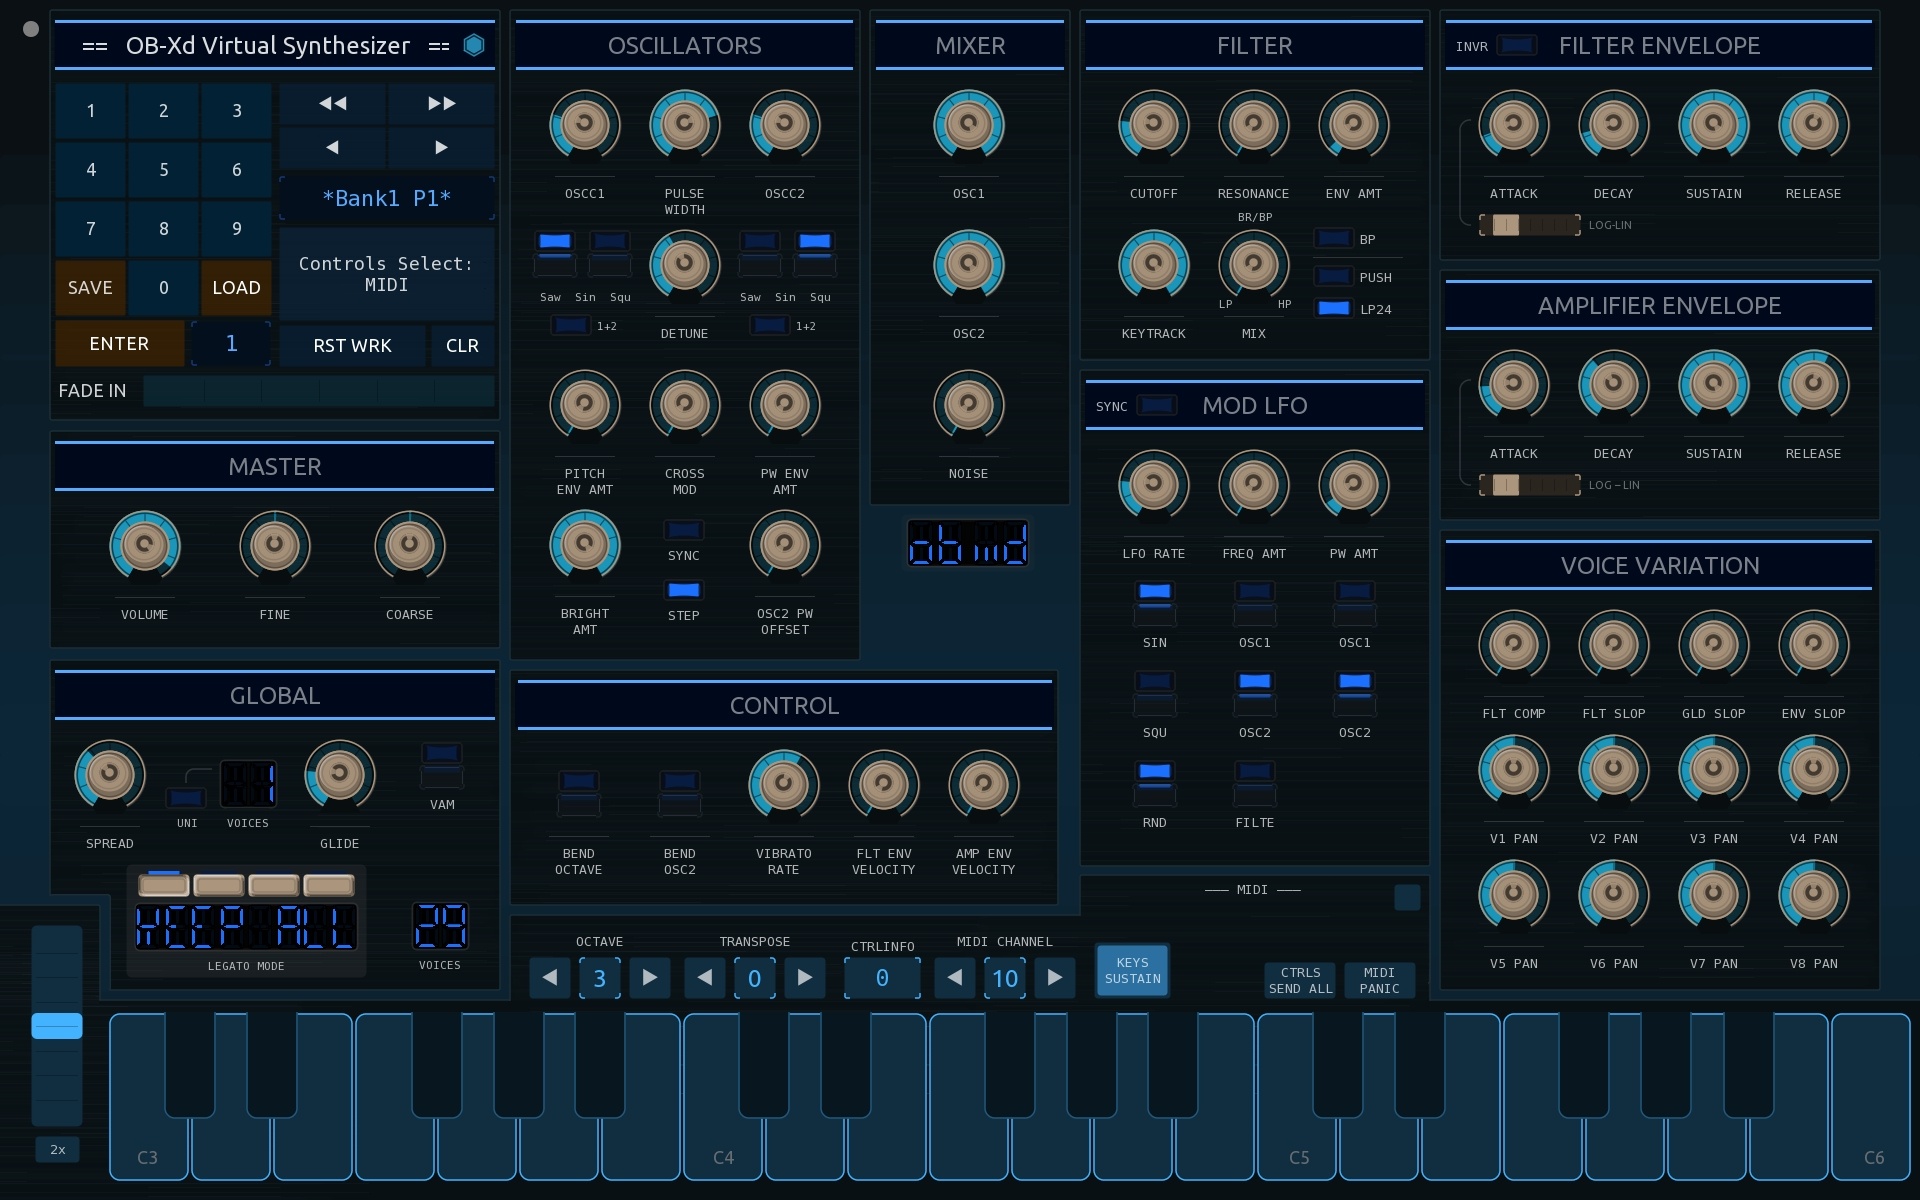 == OB-Xd Virtual Synthesizer ==
1 2 3
4 5 6
*Bank1 P1*
7 8 9
Controls Select:
MIDI
SAVE 0 LOAD
ENTER 1 RST WRK CLR
FADE IN
MASTER
VOLUME FINE COARSE
GLOBAL
SPREAD UNI VOICES GLIDE VAM
KEEP ALL
LEGATO MODE
VOICES
OSCILLATORS
OSCC1 PULSE WIDTH OSCC2
Saw Sin Squ
1+2
DETUNE
Saw Sin Squ
1+2
PITCH
ENV AMT
CROSS
MOD
PW ENV
AMT
BRIGHT
AMT
SYNC
STEP
OSC2 PW
OFFSET
MIXER
OSC1
OSC2
NOISE
CONTROL
BEND
OCTAVE
BEND
OSC2
VIBRATO
RATE
FLT ENV
VELOCITY
AMP ENV
VELOCITY
FILTER
CUTOFF RESONANCE ENV AMT
BR/BP
BP
PUSH
LP HP
LP24
KEYTRACK MIX
SYNC MOD LFO
LFO RATE FREQ AMT PW AMT
SIN OSC1 OSC1
SQU OSC2 OSC2
RND FILTE
MIDI
INVR FILTER ENVELOPE
ATTACK DECAY SUSTAIN RELEASE
LOG-LIN
AMPLIFIER ENVELOPE
ATTACK DECAY SUSTAIN RELEASE
LOG – LIN
VOICE VARIATION
FLT COMP FLT SLOP GLD SLOP ENV SLOP
V1 PAN V2 PAN V3 PAN V4 PAN
V5 PAN V6 PAN V7 PAN V8 PAN
OCTAVE
3
TRANSPOSE
0
CTRLINFO
0
MIDI CHANNEL
10
KEYS
SUSTAIN
CTRLS
SEND ALL
MIDI
PANIC
2x
C3 C4 C5 C6